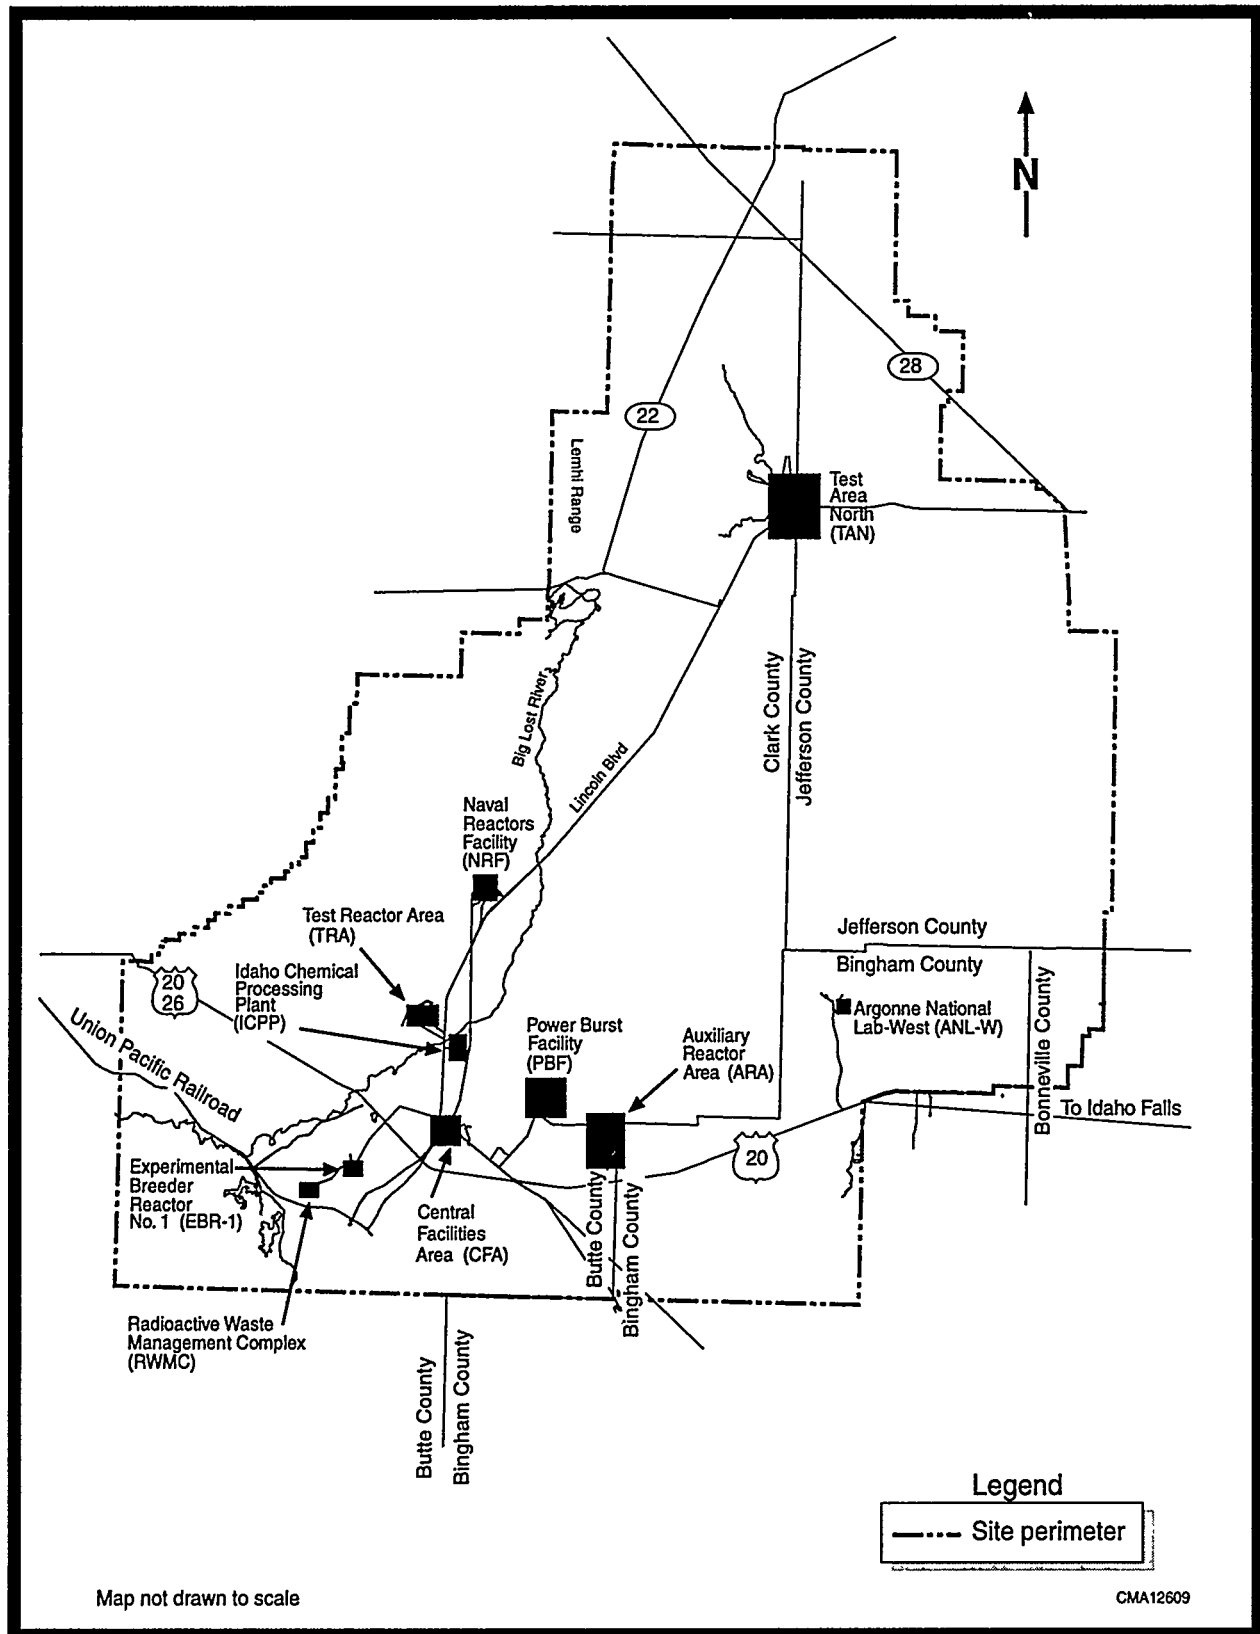 N
28
22
Lemhi Range
Test
Area
North
(TAN)
Clark County
Jefferson County
Big Lost River
Lincoln Blvd
Naval
Reactors
Facility
(NRF)
Test Reactor Area
(TRA)
Jefferson County
Bingham County
Idaho Chemical
Processing
Plant
(ICPP)
20
26
Argonne National
Lab-West (ANL-W)
Bonneville County
Union Pacific Railroad
Power Burst
Facility
(PBF)
Auxiliary
Reactor
Area (ARA)
To Idaho Falls
20
Experimental
Breeder
Reactor
No. 1 (EBR-1)
Central
Facilities
Area (CFA)
Butte County
Bingham County
Radioactive Waste
Management Complex
(RWMC)
Butte County
Bingham County
Legend
Site perimeter
Map not drawn to scale
CMA12609